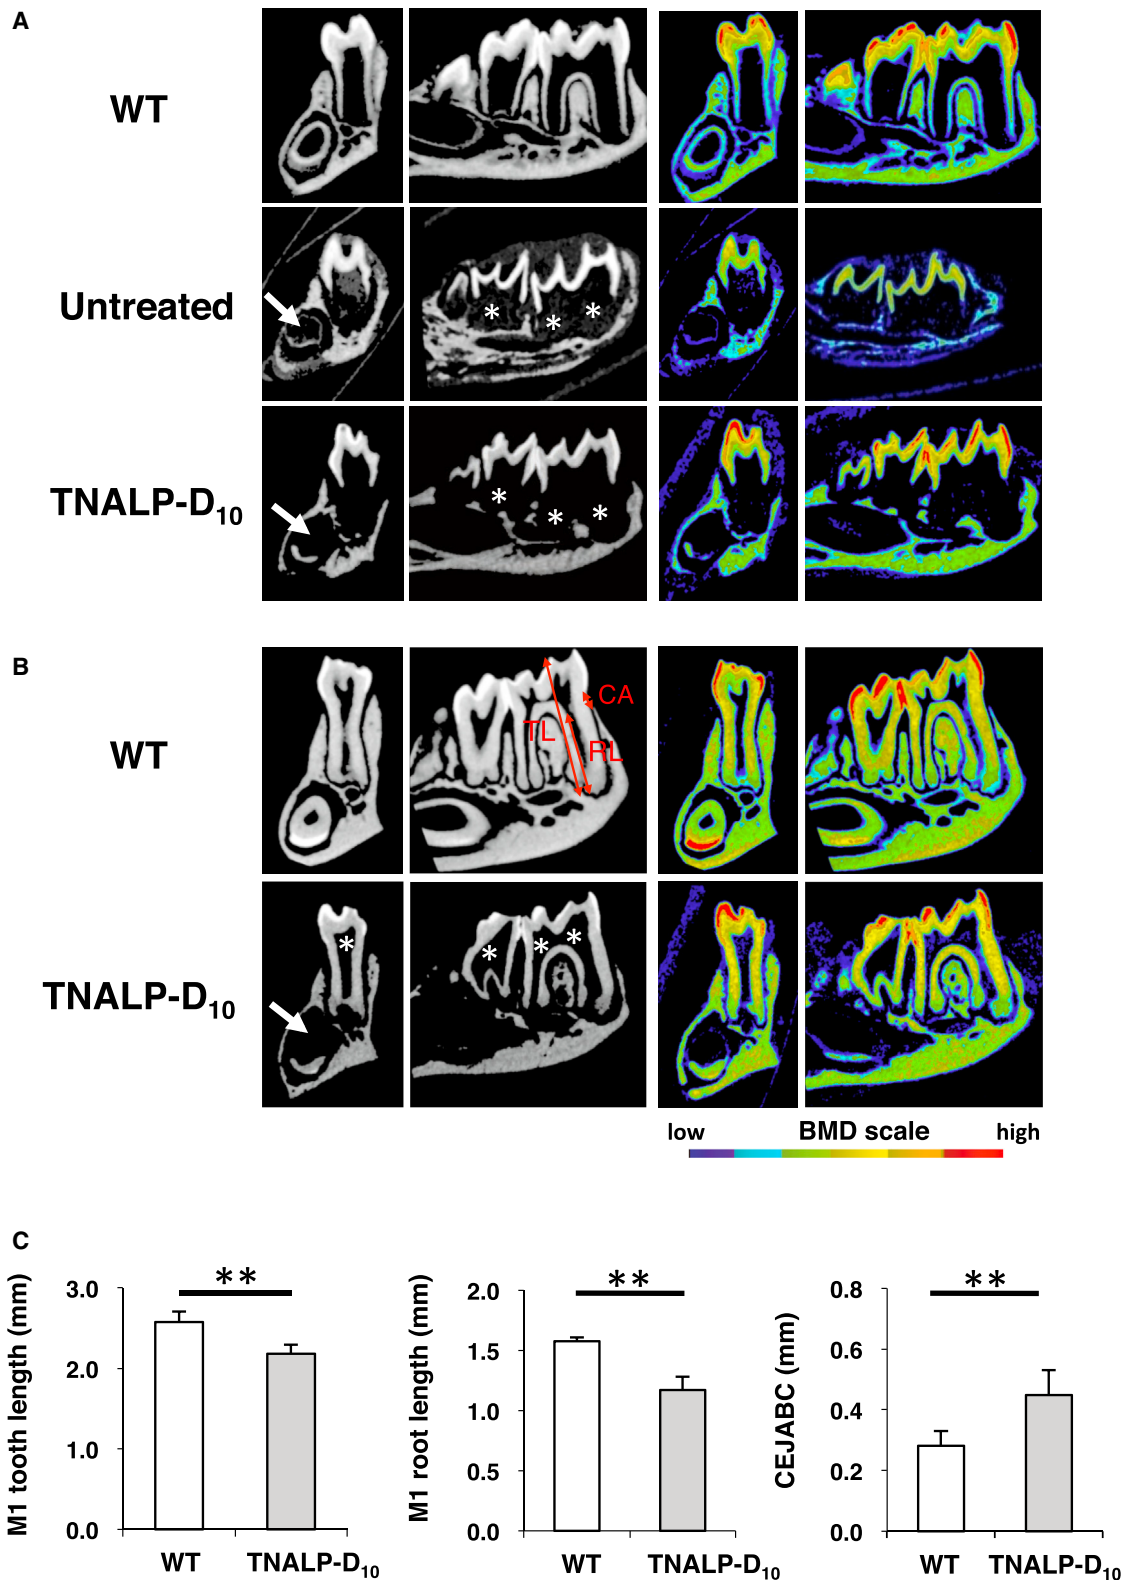 A
WT
Untreated
* * *
TNALP-D10
* * *
B
WT
CA
TL
RL
TNALP-D10
*
* * *
low BMD scale high
C
M1 tooth length (mm)
3.0
2.0
1.0
0.0
**
WT TNALP-D10
M1 root length (mm)
2.0
1.5
1.0
0.5
0.0
**
WT TNALP-D10
CEJABC (mm)
0.8
0.6
0.4
0.2
0.0
**
WT TNALP-D10